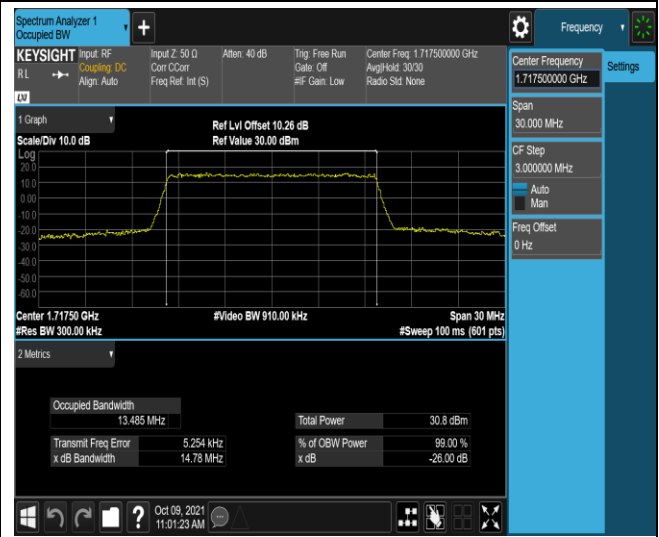 Spectrum Analyzer 1
Occupied BW
Frequency
KEYSIGHT
RL
LXI
Input: RF
Coupling: DC
Align: Auto
Input Z: 50 Ω
Corr CCorr
Freq Ref: Int (S)
Atten: 40 dB
Trig: Free Run
Gate: Off
#IF Gain: Low
Center Freq: 1.717500000 GHz
Avg|Hold: 30/30
Radio Std: None
1 Graph
Scale/Div 10.0 dB
Ref Lvl Offset 10.26 dB
Ref Value 30.00 dBm
Log
20.0
10.0
0.00
-10.0
-20.0
-30.0
-40.0
-50.0
-60.0
Center 1.71750 GHz
#Res BW 300.00 kHz
#Video BW 910.00 kHz
Span 30 MHz
#Sweep 100 ms (601 pts)
2 Metrics
Occupied Bandwidth
13.485 MHz
Transmit Freq Error 5.254 kHz
x dB Bandwidth 14.78 MHz
Total Power 30.8 dBm
% of OBW Power 99.00 %
x dB -26.00 dB
Center Frequency
1.717500000 GHz
Span
30.000 MHz
CF Step
3.000000 MHz
Auto
Man
Freq Offset
0 Hz
Settings
?
Oct 09, 2021
11:01:23 AM